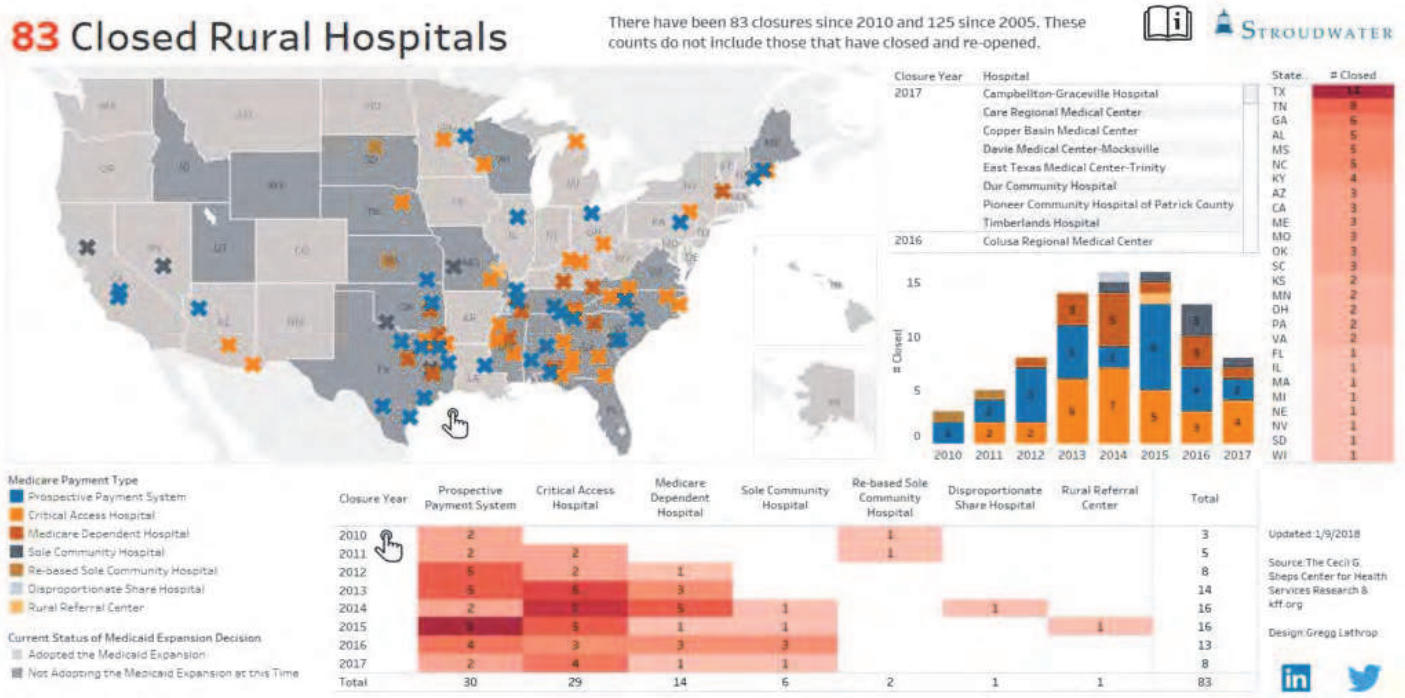 83 Closed Rural Hospitals
There have been 83 closures since 2010 and 125 since 2005. These
counts do not include those that have closed and re-opened.
STROUDWATER
Closure Year Hospital
2017 Campbellton-Graceville Hospital
Care Regional Medical Center
Copper Basin Medical Center
Davie Medical Center-Mocksville
East Texas Medical Center-Trinity
Our Community Hospital
Pioneer Community Hospital of Patrick County
Timberlands Hospital
2016 Colusa Regional Medical Center
State.. # Closed
TX 14
TN 8
GA 6
AL 5
MS 5
NC 5
KY 4
AZ 3
CA 3
ME 3
MO 3
OK 3
SC 3
KS 2
MN 2
OH 2
PA 2
VA 2
FL 1
IL 1
MA 1
MI 1
NE 1
NV 1
SD 1
WI 1
# Closed
15
10
5
0
2010 2011 2012 2013 2014 2015 2016 2017
Medicare Payment Type
Prospective Payment System
Critical Access Hospital
Medicare Dependent Hospital
Sole Community Hospital
Re-based Sole Community Hospital
Disproportionate Share Hospital
Rural Referral Center
Current Status of Medicaid Expansion Decision
Adopted the Medicaid Expansion
Not Adopting the Medicaid Expansion at this Time
Closure Year Prospective Payment System Critical Access Hospital Medicare Dependent Hospital Sole Community Hospital Re-based Sole Community Hospital Disproportionate Share Hospital Rural Referral Center Total
2010 2 1 3
2011 2 2 1 5
2012 5 2 1 8
2013 5 6 3 14
2014 2 7 5 1 1 16
2015 8 5 1 1 1 16
2016 4 3 3 3 13
2017 2 4 1 1 8
Total 30 29 14 6 2 1 1 83
Updated:1/9/2018
Source:The Cecil G.
Sheps Center for Health
Services Research &
kff.org
Design:Gregg Lathrop
in